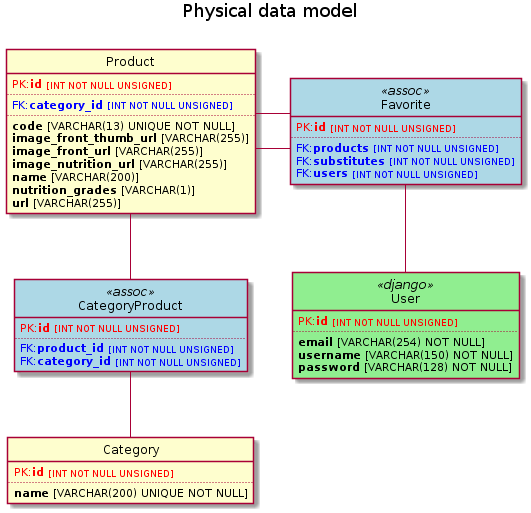 Physical data model
Product
PK:id [INT NOT NULL UNSIGNED]
FK:category_id [INT NOT NULL UNSIGNED]
code [VARCHAR(13) UNIQUE NOT NULL]
image_front_thumb_url [VARCHAR(255)]
image_front_url [VARCHAR(255)]
image_nutrition_url [VARCHAR(255)]
name [VARCHAR(200)]
nutrition_grades [VARCHAR(1)]
url [VARCHAR(255)]
«assoc»
Favorite
PK:id [INT NOT NULL UNSIGNED]
FK:products [INT NOT NULL UNSIGNED]
FK:substitutes [INT NOT NULL UNSIGNED]
FK:users [INT NOT NULL UNSIGNED]
«assoc»
CategoryProduct
PK:id [INT NOT NULL UNSIGNED]
FK:product_id [INT NOT NULL UNSIGNED]
FK:category_id [INT NOT NULL UNSIGNED]
«django»
User
PK:id [INT NOT NULL UNSIGNED]
email [VARCHAR(254) NOT NULL]
username [VARCHAR(150) NOT NULL]
password [VARCHAR(128) NOT NULL]
Category
PK:id [INT NOT NULL UNSIGNED]
name [VARCHAR(200) UNIQUE NOT NULL]